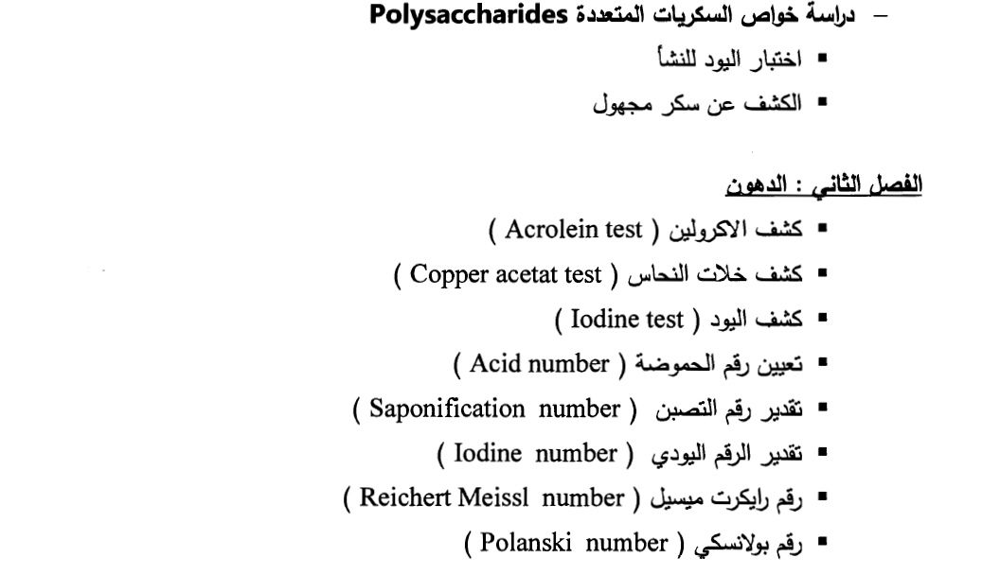 – دراسة خواص السكريات المتعددة Polysaccharides
▪ اختبار اليود للنشأ
▪ الكشف عن سكر مجهول
الفصل الثاني : الدهون
▪ كشف الاكرولين ( Acrolein test )
▪ كشف خلات النحاس ( Copper acetat test )
▪ كشف اليود ( Iodine test )
▪ تعيين رقم الحموضة ( Acid number )
▪ تقدير رقم التصبن ( Saponification number )
▪ تقدير الرقم اليودي ( Iodine number )
▪ رقم رايكرت ميسيل ( Reichert Meissl number )
▪ رقم بولانسكي ( Polanski number )